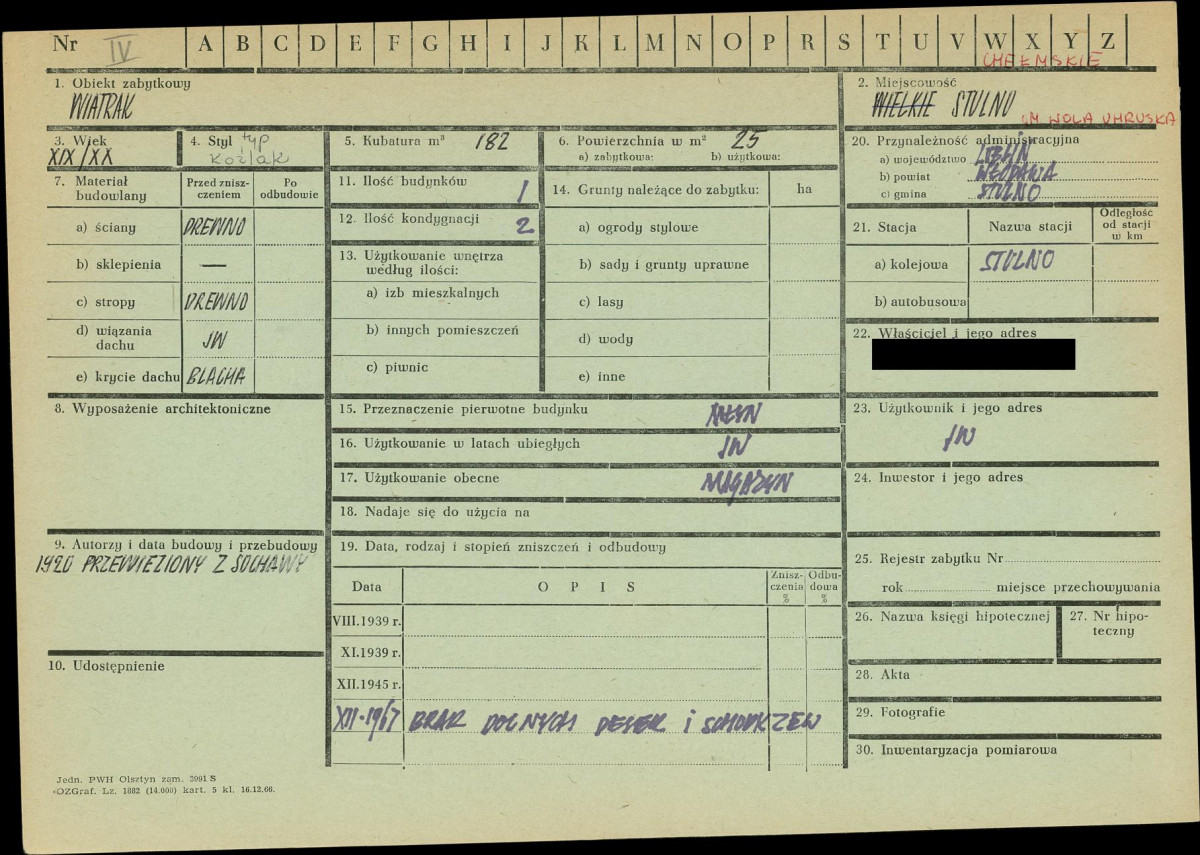 Nr IV A B C D E F G H I J K L M N O P R S T U V W X Y Z
CHEŁMSKIE
1. Obiekt zabytkowy
WIATRAK
2. Miejscowość
WIELKIE STULNO
GM WOLA UHRUSKA
3. Wiek
XIX/XX
4. Styl typ
koźlak
5. Kubatura m³ 182
6. Powierzchnia w m² 25
a) zabytkowa: b) użytkowa:
7. Materiał budowlany
Przed zniszczeniem
Po odbudowie
a) ściany DREWNO
b) sklepienia —
c) stropy DREWNO
d) wiązania dachu JW
e) krycie dachu BLACHA
8. Wyposażenie architektoniczne
9. Autorzy i data budowy i przebudowy
1920 PRZEWIEZIONY Z SUCHAWY
10. Udostępnienie
11. Ilość budynków 1
12. Ilość kondygnacji 2
13. Użytkowanie wnętrza
według ilości:
a) izb mieszkalnych
b) innych pomieszczeń
c) piwnic
14. Grunty należące do zabytku: ha
a) ogrody stylowe
b) sady i grunty uprawne
c) lasy
d) wody
e) inne
15. Przeznaczenie pierwotne budynku MŁYN
16. Użytkowanie w latach ubiegłych JW
17. Użytkowanie obecne MAGAZYN
18. Nadaje się do użycia na
19. Data, rodzaj i stopień zniszczeń i odbudowy
Data OPIS Zniszczenia % Odbudowa %
VIII.1939 r.
XI.1939 r.
XII.1945 r.
XII-1967 BRAK DOLNYCH DESEK i
20. Przynależność administracyjna
a) województwo LUBLIN
b) powiat WŁODAWA
c) gmina STULNO
21. Stacja Nazwa stacji Odległość od stacji w km
a) kolejowa STULNO
b) autobusowa
22. Właściciel i jego adres
23. Użytkownik i jego adres
JW
24. Inwestor i jego adres
25. Rejestr zabytku Nr
rok miejsce przechowywania
26. Nazwa księgi hipotecznej
27. Nr hipoteczny
28. Akta
29. Fotografie
30. Inwentaryzacja pomiarowa
Jedn. PWH Olsztyn zam. 3991 S
OZGraf. Lz. 1882 (14.000) kart. 5 kl. 16.12.66.